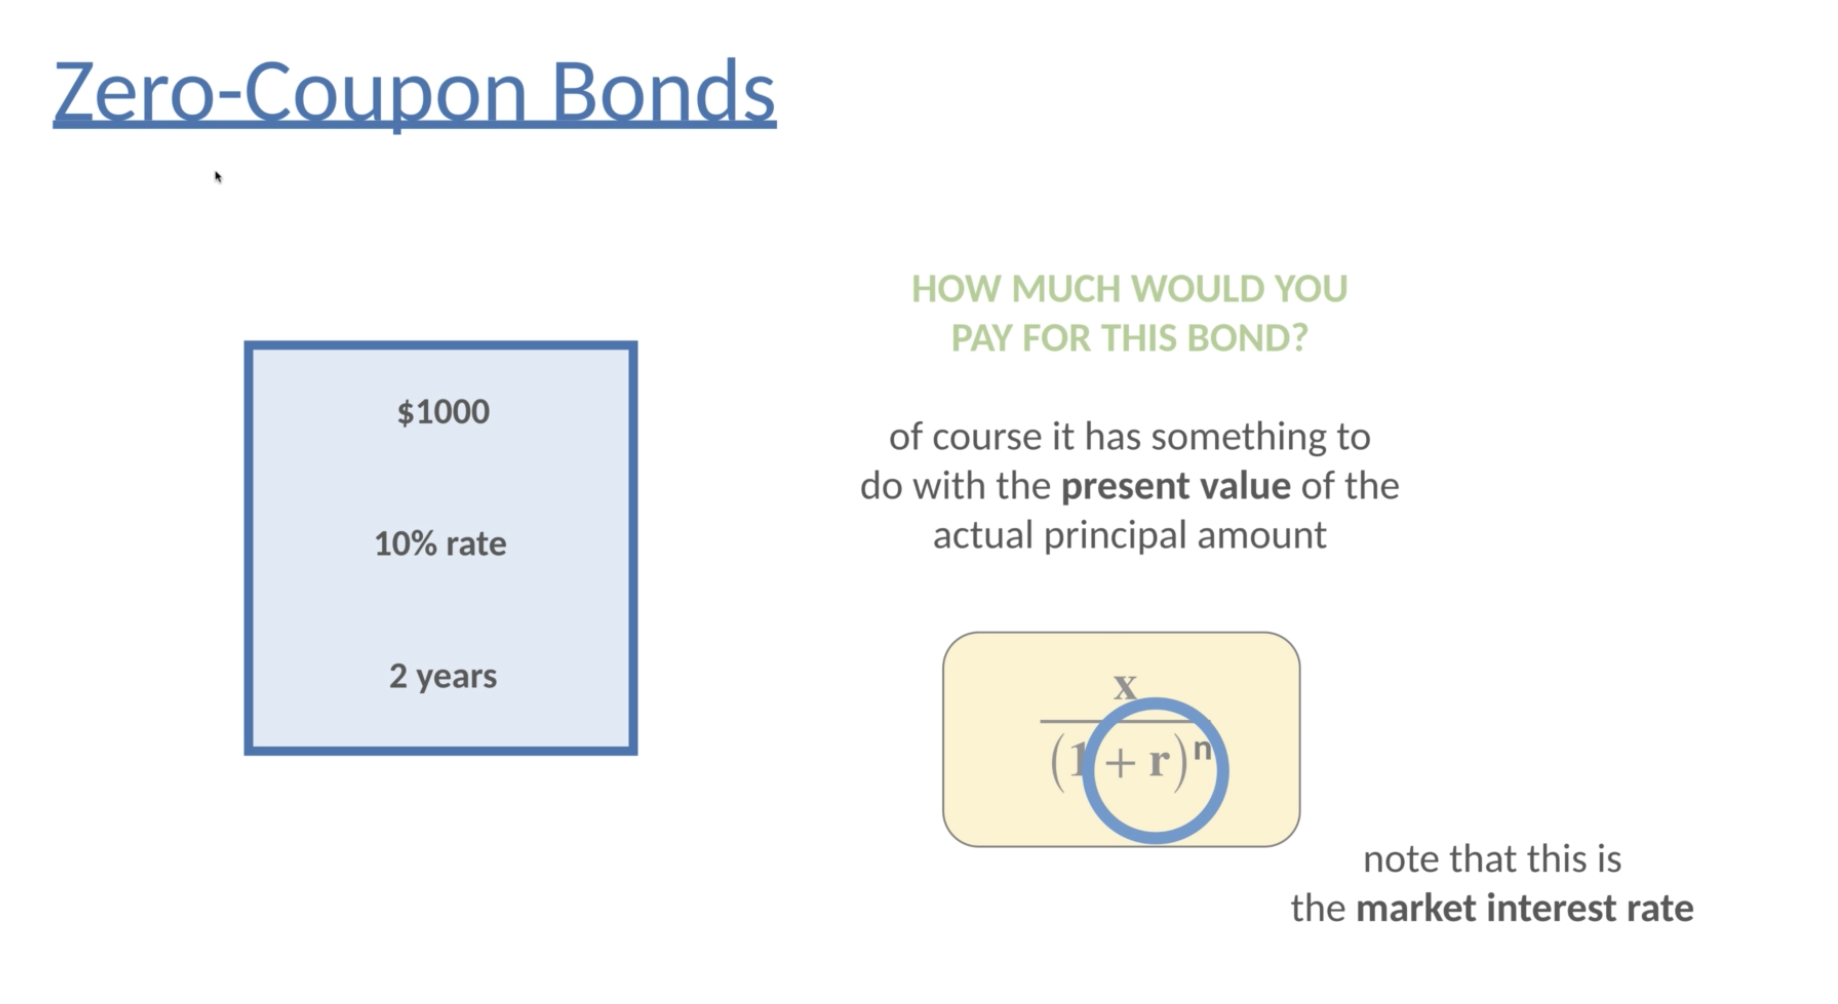 Zero-Coupon Bonds
$1000
10% rate
2 years
HOW MUCH WOULD YOU
PAY FOR THIS BOND?
of course it has something to
do with the present value of the
actual principal amount
x
(1 + r)ⁿ
note that this is
the market interest rate